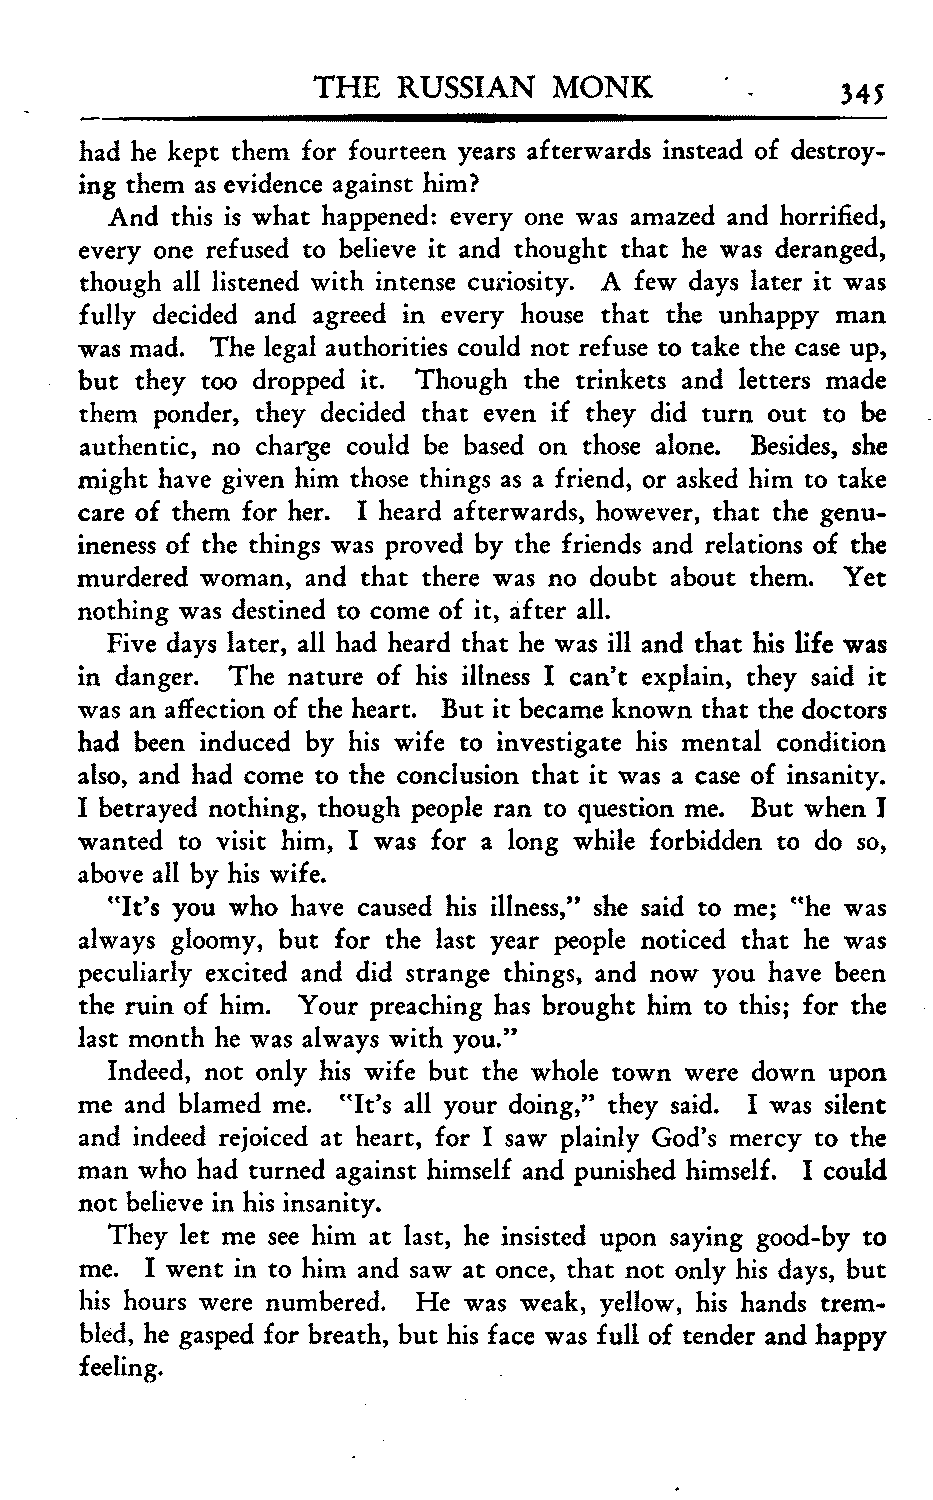 THE RUSSIAN MONK 345
had he kept them for fourteen years afterwards instead of destroy-
ing them as evidence against him?
And this is what happened: every one was amazed and horrified,
every one refused to believe it and thought that he was deranged,
though all listened with intense curiosity. A few days later it was
fully decided and agreed in every house that the unhappy man
was mad. The legal authorities could not refuse to take the case up,
but they too dropped it. Though the trinkets and letters made
them ponder, they decided that even if they did turn out to be
authentic, no charge could be based on those alone. Besides, she
might have given him those things as a friend, or asked him to take
care of them for her. I heard afterwards, however, that the genu-
ineness of the things was proved by the friends and relations of the
murdered woman, and that there was no doubt about them. Yet
nothing was destined to come of it, after all.
Five days later, all had heard that he was ill and that his life was
in danger. The nature of his illness I can't explain, they said it
was an affection of the heart. But it became known that the doctors
had been induced by his wife to investigate his mental condition
also, and had come to the conclusion that it was a case of insanity.
I betrayed nothing, though people ran to question me. But when I
wanted to visit him, I was for a long while forbidden to do so,
above all by his wife.
"It's you who have caused his illness," she said to me; "he was
always gloomy, but for the last year people noticed that he was
peculiarly excited and did strange things, and now you have been
the ruin of him. Your preaching has brought him to this; for the
last month he was always with you."
Indeed, not only his wife but the whole town were down upon
me and blamed me. "It's all your doing," they said. I was silent
and indeed rejoiced at heart, for I saw plainly God's mercy to the
man who had turned against himself and punished himself. I could
not believe in his insanity.
They let me see him at last, he insisted upon saying good-by to
me. I went in to him and saw at once, that not only his days, but
his hours were numbered. He was weak, yellow, his hands trem-
bled, he gasped for breath, but his face was full of tender and happy
feeling.